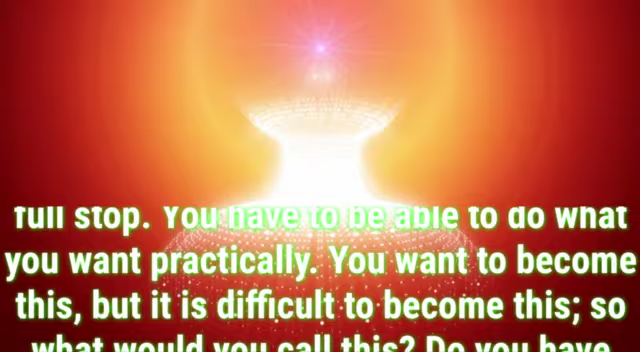 full stop. You have to be able to do what
you want practically. You want to become
this, but it is difficult to become this; so
what would you call this? Do you have